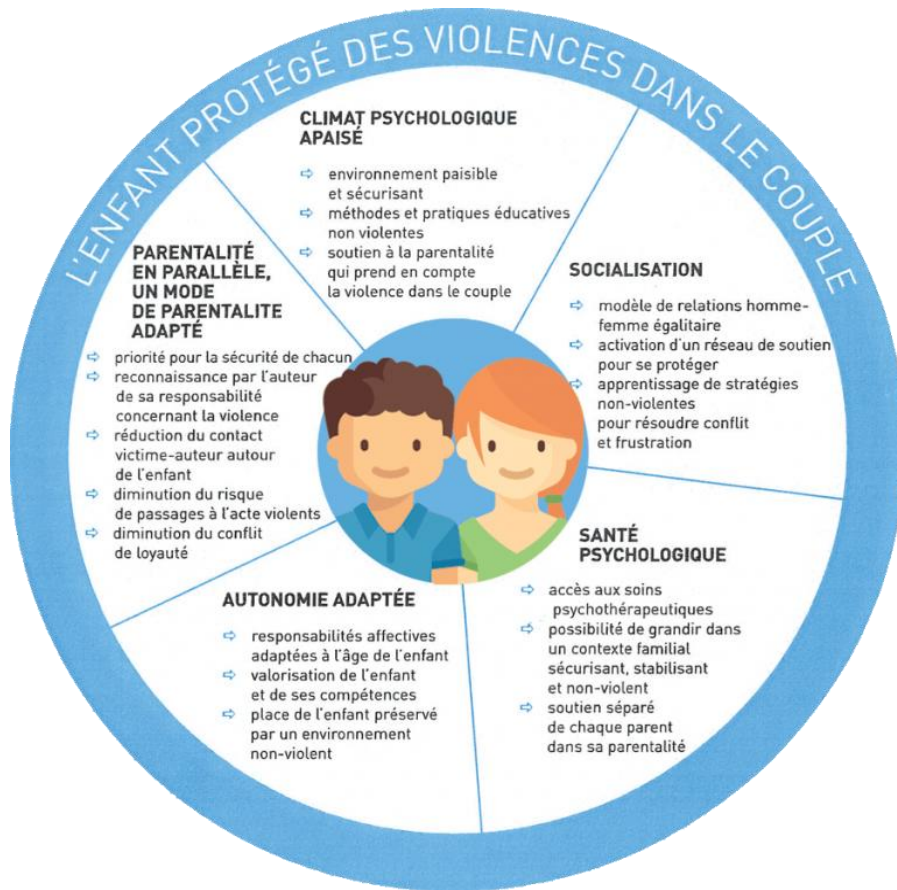 L'ENFANT PROTÉGÉ DES VIOLENCES DANS LE COUPLE
CLIMAT PSYCHOLOGIQUE
APAISÉ
⇨ environnement paisible
et sécurisant
⇨ méthodes et pratiques éducatives
non violentes
⇨ soutien à la parentalité
qui prend en compte
la violence dans le couple
SOCIALISATION
⇨ modèle de relations homme-
femme égalitaire
⇨ activation d'un réseau de soutien
pour se protéger
⇨ apprentissage de stratégies
non-violentes
pour résoudre conflit
et frustration
SANTÉ
PSYCHOLOGIQUE
⇨ accès aux soins
psychothérapeutiques
⇨ possibilité de grandir dans
un contexte familial
sécurisant, stabilisant
et non-violent
⇨ soutien séparé
de chaque parent
dans sa parentalité
AUTONOMIE ADAPTÉE
⇨ responsabilités affectives
adaptées à l'âge de l'enfant
⇨ valorisation de l'enfant
et de ses compétences
⇨ place de l'enfant préservé
par un environnement
non-violent
PARENTALITÉ
EN PARALLÈLE,
UN MODE
DE PARENTALITE
ADAPTÉ
⇨ priorité pour la sécurité de chacun
⇨ reconnaissance par l'auteur
de sa responsabilité
concernant la violence
⇨ réduction du contact
victime-auteur autour
de l'enfant
⇨ diminution du risque
de passages à l'acte violents
⇨ diminution du conflit
de loyauté